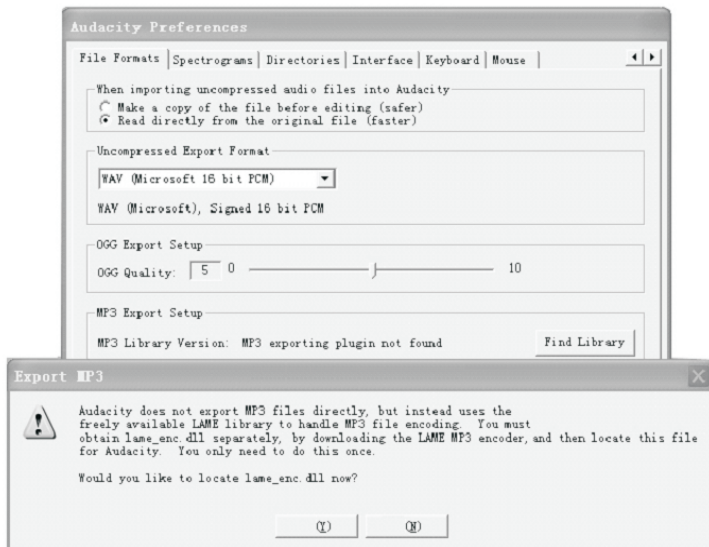 Audacity Preferences
File Formats Spectrograms Directories Interface Keyboard Mouse
When importing uncompressed audio files into Audacity
Make a copy of the file before editing (safer)
Read directly from the original file (faster)
Uncompressed Export Format
WAV (Microsoft 16 bit PCM)
WAV (Microsoft), Signed 16 bit PCM
OGG Export Setup
OGG Quality: 5 0 10
MP3 Export Setup
MP3 Library Version: MP3 exporting plugin not found Find Library
Export MP3
Audacity does not export MP3 files directly, but instead uses the
freely available LAME library to handle MP3 file encoding. You must
obtain lame_enc.dll separately, by downloading the LAME MP3 encoder, and then locate this file
for Audacity. You only need to do this once.
Would you like to locate lame_enc.dll now?
(Y) (N)